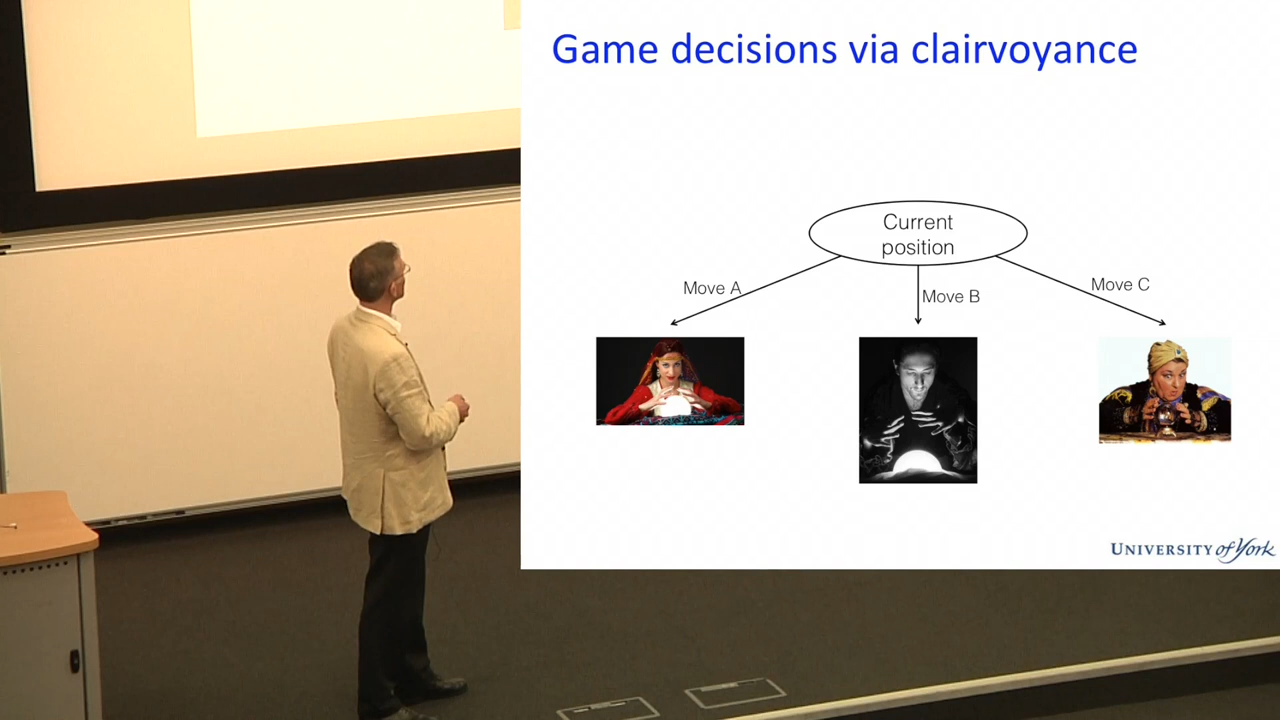 Game decisions via clairvoyance
Current
position
Move A
Move B
Move C
UNIVERSITY of York